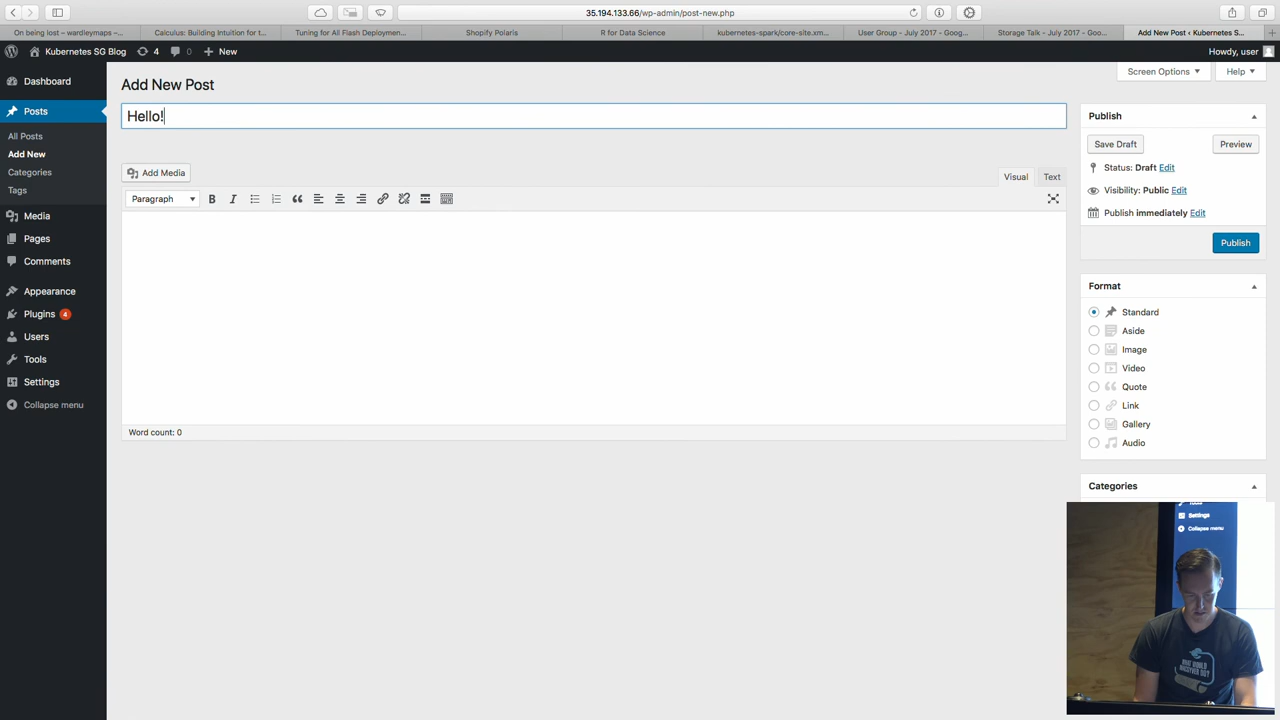 35.194.133.66/wp-admin/post-new.php
On being lost – wardleymaps –...
Calculus: Building Intuition for t...
Tuning for All Flash Deploymen...
Shopify Polaris
R for Data Science
kubernetes-spark/core-site.xm...
User Group - July 2017 - Goog...
Storage Talk - July 2017 - Goo...
Add New Post ‹ Kubernetes S...
Kubernetes SG Blog
4
0
New
Howdy, user
Screen Options
Help
Dashboard
Posts
All Posts
Add New
Categories
Tags
Media
Pages
Comments
Appearance
Plugins 4
Users
Tools
Settings
Collapse menu
Add New Post
Hello!
Add Media
Visual
Text
Paragraph
B
I
Word count: 0
Publish
Save Draft
Preview
Status: Draft Edit
Visibility: Public Edit
Publish immediately Edit
Publish
Format
Standard
Aside
Image
Video
Quote
Link
Gallery
Audio
Categories
Settings
Collapse menu
WHAT WOULD